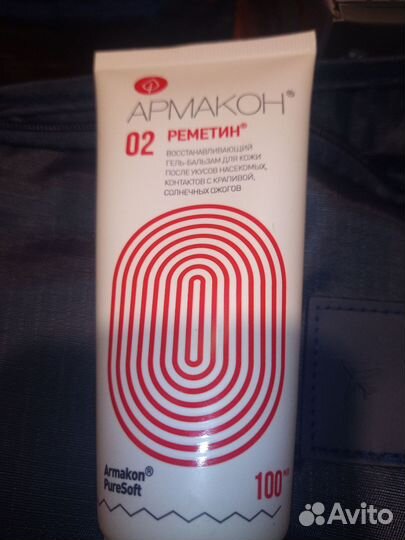 АРМАКОН®
02 РЕМЕТИН®
ВОССТАНАВЛИВАЮЩИЙ
ГЕЛЬ-БАЛЬЗАМ ДЛЯ КОЖИ
ПОСЛЕ УКУСОВ НАСЕКОМЫХ,
КОНТАКТОВ С КРАПИВОЙ,
СОЛНЕЧНЫХ ОЖОГОВ
Armakon®
PureSoft
100 мл
Avito